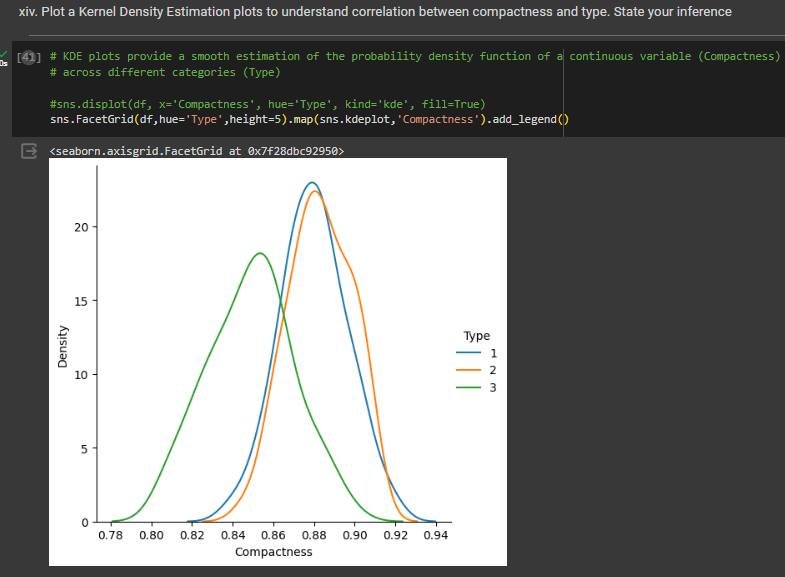 xiv. Plot a Kernel Density Estimation plots to understand correlation between compactness and type. State your inference
[41] # KDE plots provide a smooth estimation of the probability density function of a continuous variable (Compactness)
0s
# across different categories (Type)
#sns.displot(df, x='Compactness', hue='Type', kind='kde', fill=True)
sns.FacetGrid(df,hue='Type',height=5).map(sns.kdeplot,'Compactness').add_legend()
<seaborn.axisgrid.FacetGrid at 0x7f28dbc92950>
20
15
10
5
0
Density
Type
1
2
3
0.78 0.80 0.82 0.84 0.86 0.88 0.90 0.92 0.94
Compactness